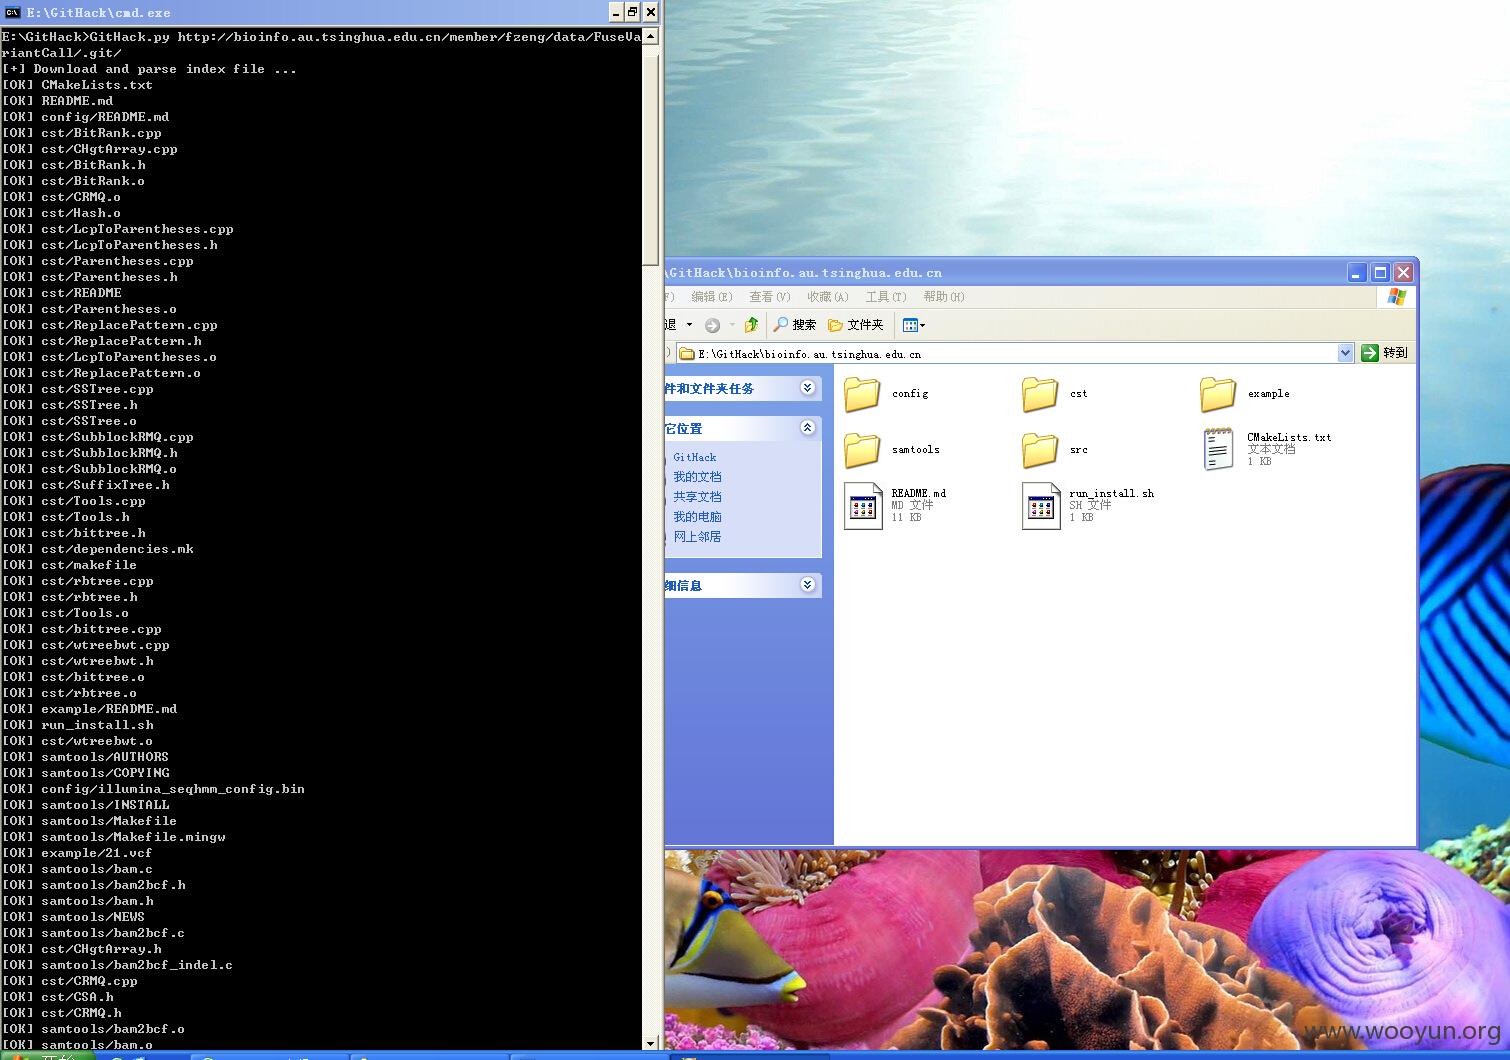 E:\GitHack\cmd.exe
E:\GitHack>GitHack.py http://bioinfo.au.tsinghua.edu.cn/member/fzeng/data/FuseVa
riantCall/.git/
[+] Download and parse index file ...
[OK] CMakeLists.txt
[OK] README.md
[OK] config/README.md
[OK] cst/BitRank.cpp
[OK] cst/CHgtArray.cpp
[OK] cst/BitRank.h
[OK] cst/BitRank.o
[OK] cst/CRMQ.o
[OK] cst/Hash.o
[OK] cst/LcpToParentheses.cpp
[OK] cst/LcpToParentheses.h
[OK] cst/Parentheses.cpp
[OK] cst/Parentheses.h
[OK] cst/README
[OK] cst/Parentheses.o
[OK] cst/ReplacePattern.cpp
[OK] cst/ReplacePattern.h
[OK] cst/LcpToParentheses.o
[OK] cst/ReplacePattern.o
[OK] cst/SSTree.cpp
[OK] cst/SSTree.h
[OK] cst/SSTree.o
[OK] cst/SubblockRMQ.cpp
[OK] cst/SubblockRMQ.h
[OK] cst/SubblockRMQ.o
[OK] cst/SuffixTree.h
[OK] cst/Tools.cpp
[OK] cst/Tools.h
[OK] cst/bittree.h
[OK] cst/dependencies.mk
[OK] cst/makefile
[OK] cst/rbtree.cpp
[OK] cst/rbtree.h
[OK] cst/Tools.o
[OK] cst/bittree.cpp
[OK] cst/wtreebwt.cpp
[OK] cst/wtreebwt.h
[OK] cst/bittree.o
[OK] cst/rbtree.o
[OK] example/README.md
[OK] run_install.sh
[OK] cst/wtreebwt.o
[OK] samtools/AUTHORS
[OK] samtools/COPYING
[OK] config/illumina_seqhmm_config.bin
[OK] samtools/INSTALL
[OK] samtools/Makefile
[OK] samtools/Makefile.mingw
[OK] example/21.vcf
[OK] samtools/bam.c
[OK] samtools/bam2bcf.h
[OK] samtools/bam.h
[OK] samtools/NEWS
[OK] samtools/bam2bcf.c
[OK] cst/CHgtArray.h
[OK] samtools/bam2bcf_indel.c
[OK] cst/CRMQ.cpp
[OK] cst/CSA.h
[OK] cst/CRMQ.h
[OK] samtools/bam2bcf.o
[OK] samtools/bam.o
\GitHack\bioinfo.au.tsinghua.edu.cn
F) 编辑(E) 查看(V) 收藏(A) 工具(T) 帮助(H)
退 搜索 文件夹
) E:\GitHack\bioinfo.au.tsinghua.edu.cn 转到
件和文件夹任务
它位置
GitHack
我的文档
共享文档
我的电脑
网上邻居
细信息
config cst example
samtools src CMakeLists.txt
文本文档
1 KB
README.md run_install.sh
MD 文件 SH 文件
11 KB 1 KB
www.wooyun.org